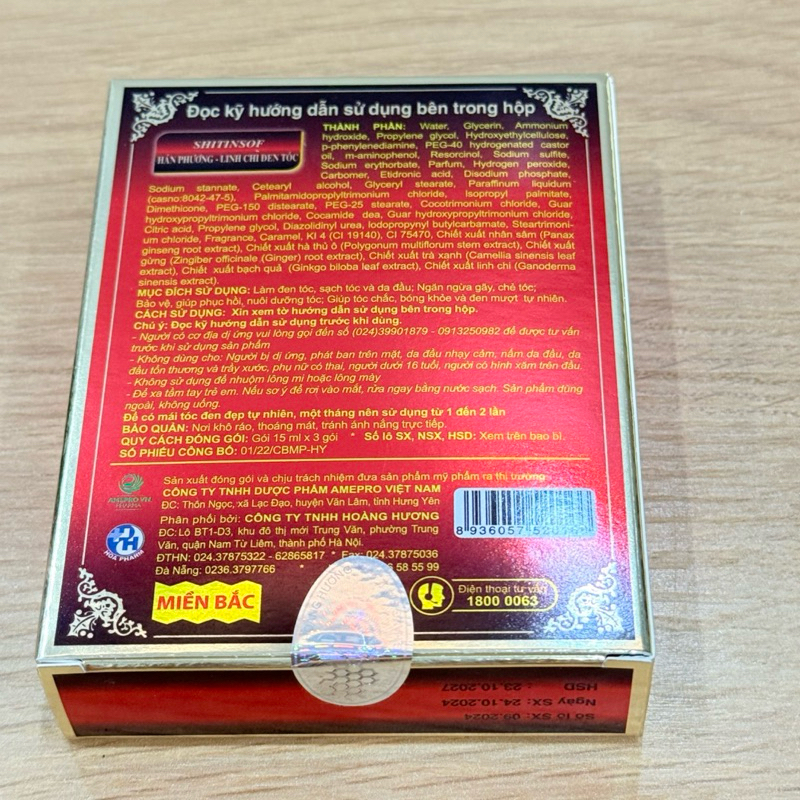 Đọc kỹ hướng dẫn sử dụng bên trong hộp
SHITINSOF
HÀN PHƯƠNG - LINH CHI ĐEN TÓC
THÀNH PHẦN: Water, Glycerin, Ammonium
hydroxide, Propylene glycol, Hydroxyethylcellulose,
p-phenylenediamine, PEG-40 hydrogenated castor
oil, m-aminophenol, Resorcinol, Sodium sulfite,
Sodium erythorbate, Parfum, Hydrogen peroxide,
Carbomer, Etidronic acid, Disodium phosphate,
Sodium stannate, Cetearyl alcohol, Glyceryl stearate, Paraffinum liquidum
(casno:8042-47-5), Palmitamidopropyltrimonium chloride, Isopropyl palmitate,
Dimethicone, PEG-150 distearate, PEG-25 stearate, Cocotrimonium chloride, Guar
hydroxypropyltrimonium chloride, Cocamide dea, Guar hydroxypropyltrimonium chloride,
Citric acid, Propylene glycol, Diazolidinyl urea, Iodopropynyl butylcarbamate, Steartrimoni-
um chloride, Fragrance, Caramel, KI 4 (CI 19140), CI 75470, Chiết xuất nhân sâm (Panax
ginseng root extract), Chiết xuất hà thủ ô (Polygonum multiflorum stem extract), Chiết xuất
gừng (Zingiber officinale (Ginger) root extract), Chiết xuất trà xanh (Camellia sinensis leaf
extract), Chiết xuất bạch quả (Ginkgo biloba leaf extract), Chiết xuất linh chi (Ganoderma
sinensis extract).
MỤC ĐÍCH SỬ DỤNG: Làm đen tóc, sạch tóc và da đầu; Ngăn ngừa gãy, chẻ tóc;
Bảo vệ, giúp phục hồi, nuôi dưỡng tóc; Giúp tóc chắc, bóng khỏe và đen mượt tự nhiên.
CÁCH SỬ DỤNG: Xin xem tờ hướng dẫn sử dụng bên trong hộp.
Chú ý: Đọc kỹ hướng dẫn sử dụng trước khi dùng.
- Người có cơ địa dị ứng vui lòng gọi đến số (024)39901879 - 0913250982 để được tư vấn
trước khi sử dụng sản phẩm
- Không dùng cho: Người bị dị ứng, phát ban trên mặt, da đầu nhạy cảm, nấm da đầu, da
đầu tổn thương và trầy xước, phụ nữ có thai, người dưới 16 tuổi, người có hình xăm trên đầu.
- Không sử dụng để nhuộm lông mi hoặc lông mày.
- Để xa tầm tay trẻ em. Nếu sơ ý để rơi vào mắt, rửa ngay bằng nước sạch. Sản phẩm dùng
ngoài, không uống.
Để có mái tóc đen đẹp tự nhiên, một tháng nên sử dụng từ 1 đến 2 lần
BẢO QUẢN: Nơi khô ráo, thoáng mát, tránh ánh nắng trực tiếp.
QUY CÁCH ĐÓNG GÓI: Gói 15 ml x 3 gói * Số lô SX, NSX, HSD: Xem trên bao bì.
SỐ PHIẾU CÔNG BỐ: 01/22/CBMP-HY
Sản xuất đóng gói và chịu trách nhiệm đưa sản phẩm mỹ phẩm ra thị trường
CÔNG TY TNHH DƯỢC PHẨM AMEPRO VIỆT NAM
ĐC: Thôn Ngọc, xã Lạc Đạo, huyện Văn Lâm, tỉnh Hưng Yên
AMEPRO VN
Phân phối bởi: CÔNG TY TNHH HOÀNG HƯƠNG
ĐC: Lô BT1-D3, khu đô thị mới Trung Văn, phường Trung
Văn, quận Nam Từ Liêm, thành phố Hà Nội.
HOA PHARM
ĐTHN: 024.37875322 - 62865817 * Fax: 024.37875036
Đà Nẵng: 0236.3797766 * 6 58 55 99
8 936057
MIỀN BẮC
Điện thoại tư vấn
1800 0063
HƯƠNG
Số lô SX: 09.2024
Ngày SX: 24.10.2024
HSD : 23.10.2027